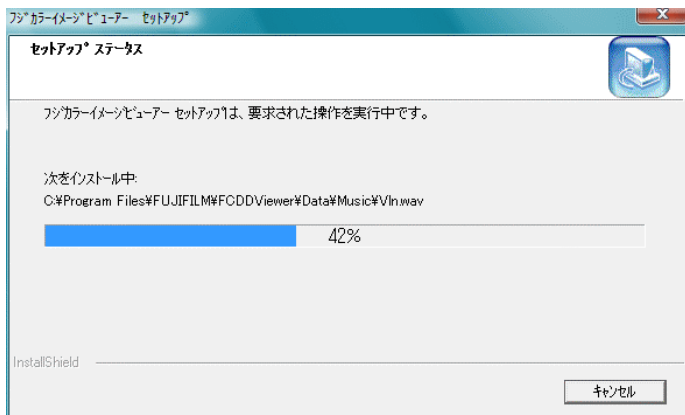 フジカラーイメージビューアー セットアップ
セットアップ ステータス
フジカラーイメージビューアー セットアップは、要求された操作を実行中です。
次をインストール中:
C:¥Program Files¥FUJIFILM¥FCDDViewer¥Data¥Music¥Vln.wav
42%
InstallShield
キャンセル